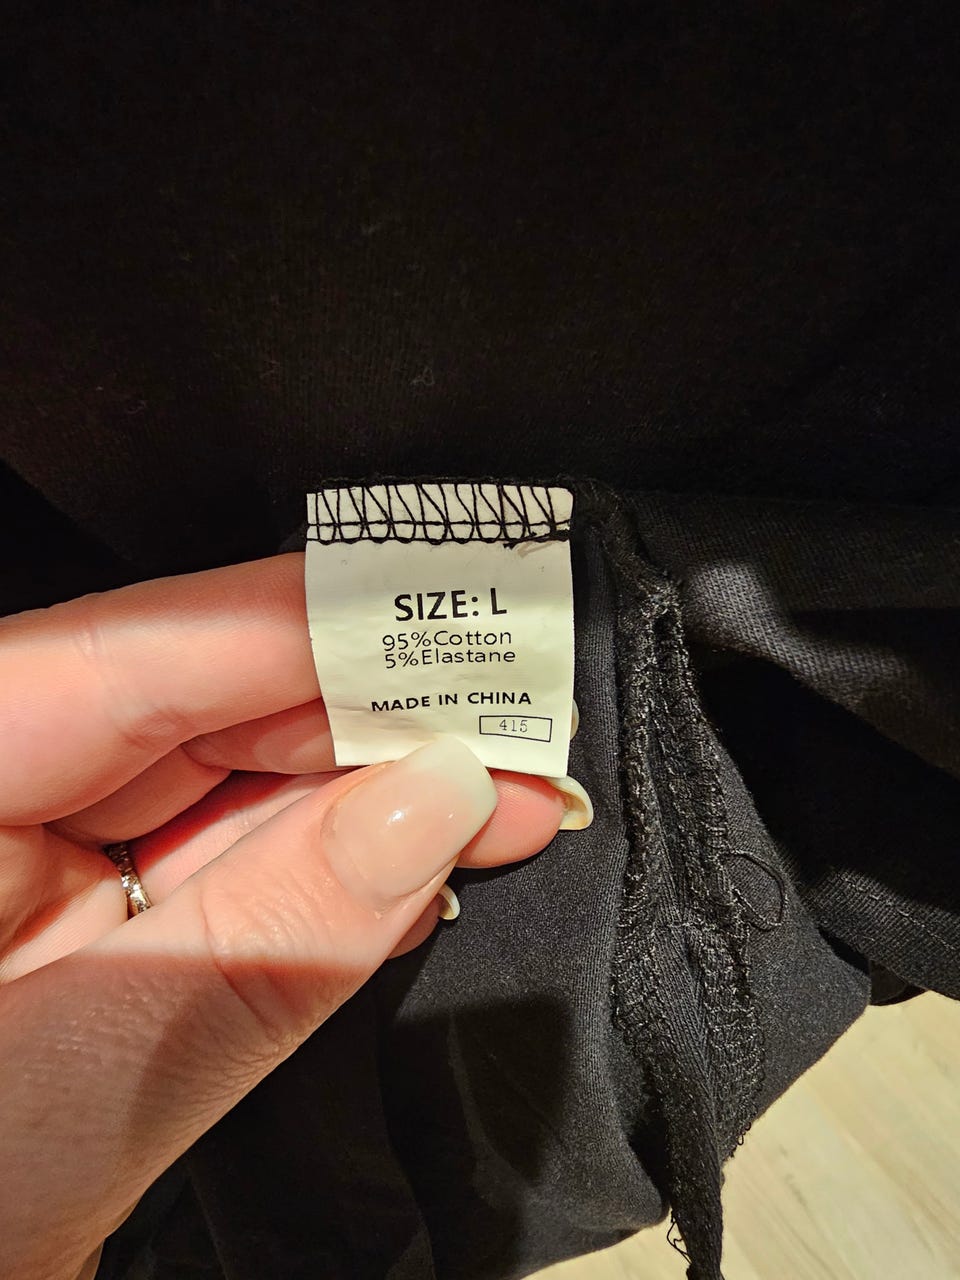 SIZE: L
95%Cotton
5%Elastane
MADE IN CHINA
415